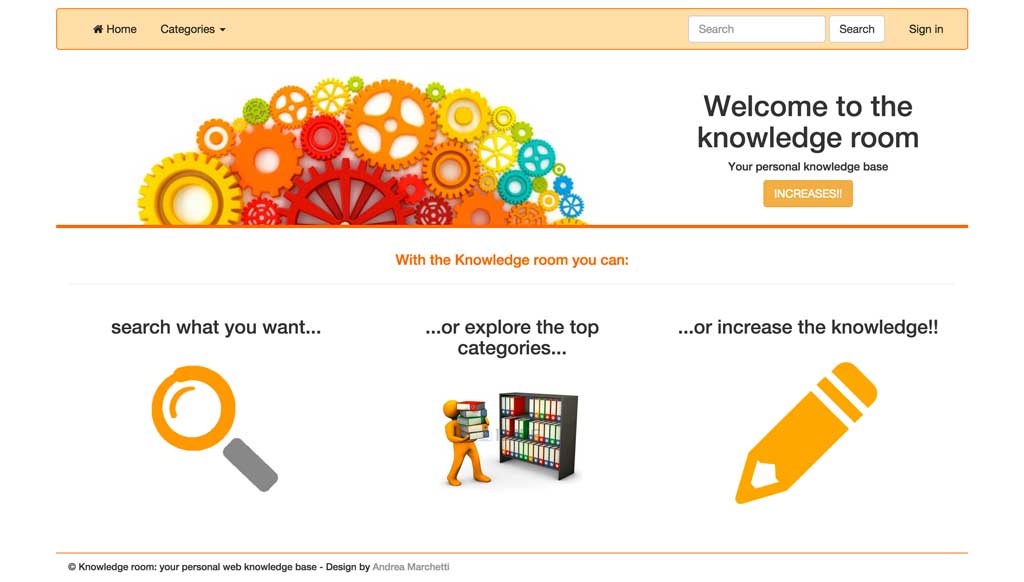 Home Categories Search Search Sign in
Welcome to the
knowledge room
Your personal knowledge base
INCREASES!!
With the Knowledge room you can:
search what you want...
...or explore the top
categories...
...or increase the knowledge!!
© Knowledge room: your personal web knowledge base - Design by Andrea Marchetti